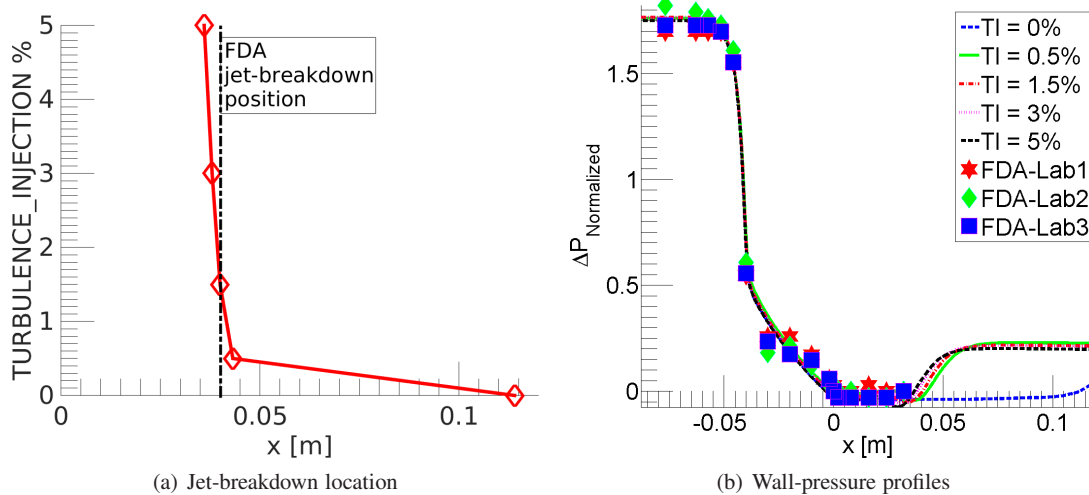 TURBULENCE_INJECTION %
5
4
3
2
1
0
FDA
jet-breakdown
position
0
0.05
0.1
x [m]
(a) Jet-breakdown location
ΔP Normalized
1.5
1
0.5
0
-0.05
0
0.05
0.1
x [m]
TI = 0%
TI = 0.5%
TI = 1.5%
TI = 3%
TI = 5%
FDA-Lab1
FDA-Lab2
FDA-Lab3
(b) Wall-pressure profiles